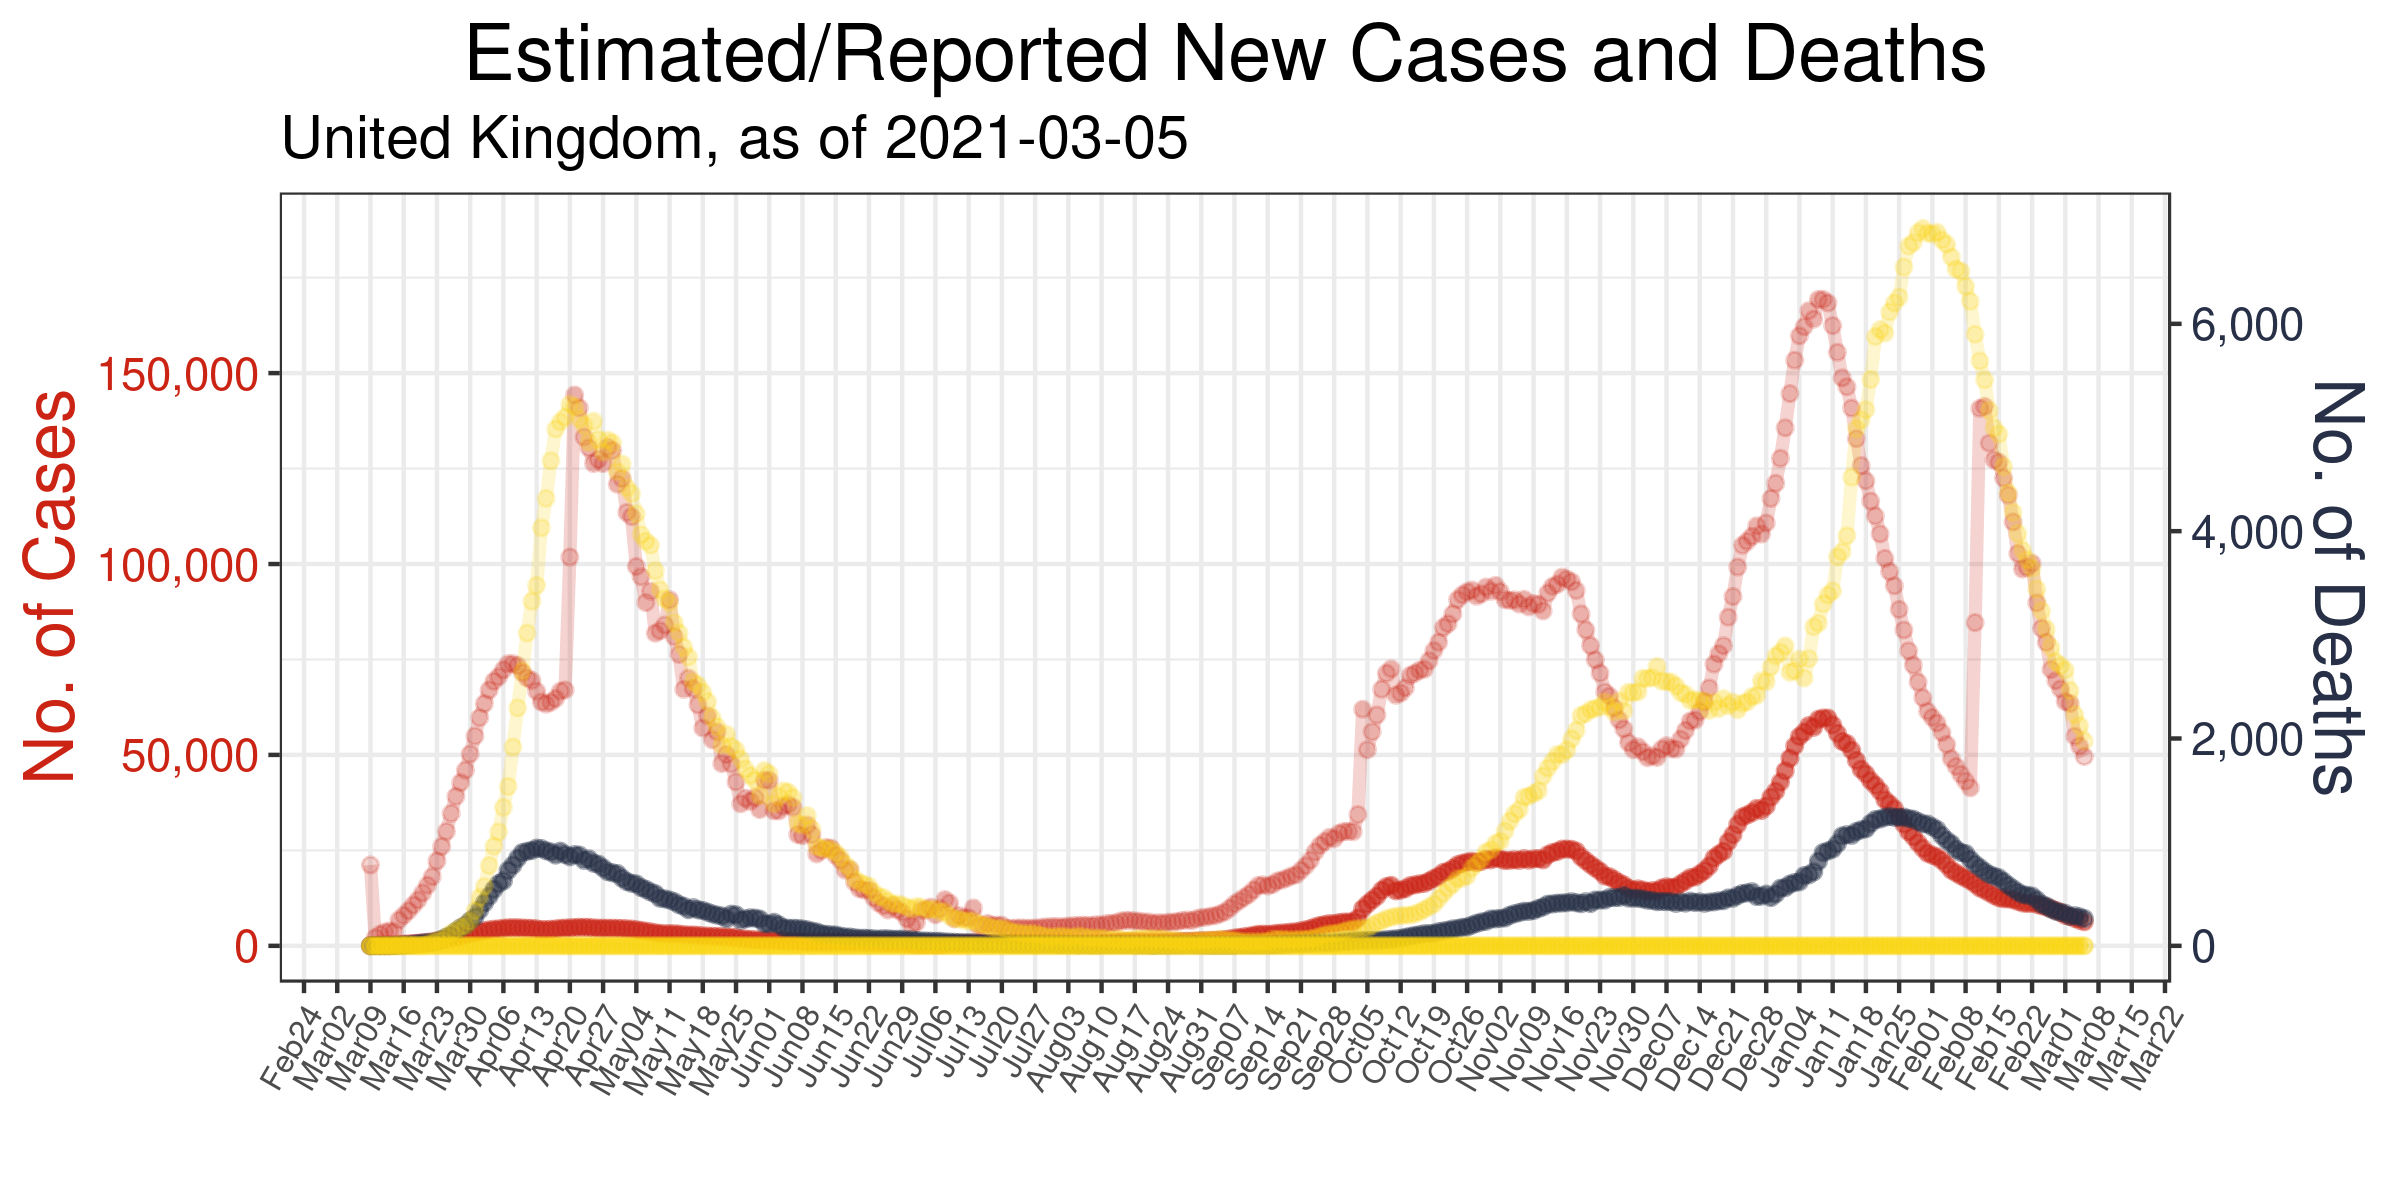 Estimated/Reported New Cases and Deaths
United Kingdom, as of 2021-03-05
No. of Cases
150,000
100,000
50,000
0
6,000
4,000
2,000
0
No. of Deaths
Feb24
Mar02
Mar09
Mar16
Mar23
Mar30
Apr06
Apr13
Apr20
Apr27
May04
May11
May18
May25
Jun01
Jun08
Jun15
Jun22
Jun29
Jul06
Jul13
Jul20
Jul27
Aug03
Aug10
Aug17
Aug24
Aug31
Sep07
Sep14
Sep21
Sep28
Oct05
Oct12
Oct19
Oct26
Nov02
Nov09
Nov16
Nov23
Nov30
Dec07
Dec14
Dec21
Dec28
Jan04
Jan11
Jan18
Jan25
Feb01
Feb08
Feb15
Feb22
Mar01
Mar08
Mar15
Mar22